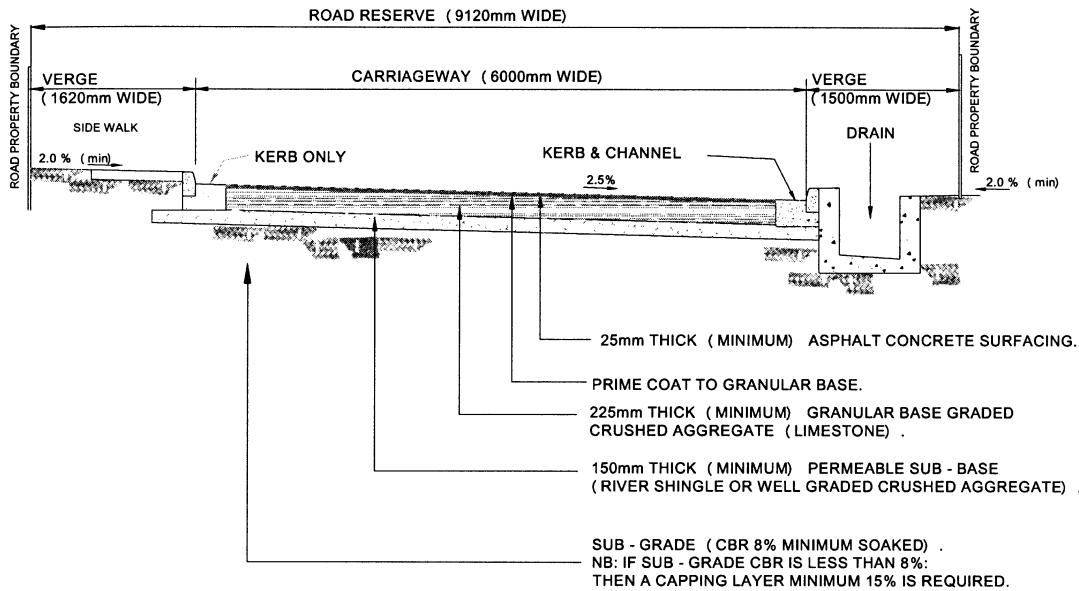 ROAD RESERVE ( 9120mm WIDE)
ROAD PROPERTY BOUNDARY
VERGE
( 1620mm WIDE)
CARRIAGEWAY ( 6000mm WIDE)
VERGE
( 1500mm WIDE)
ROAD PROPERTY BOUNDARY
SIDE WALK
DRAIN
2.0 % (min)
KERB ONLY
KERB & CHANNEL
2.5%
2.0 % ( min)
25mm THICK ( MINIMUM) ASPHALT CONCRETE SURFACING.
PRIME COAT TO GRANULAR BASE.
225mm THICK ( MINIMUM) GRANULAR BASE GRADED
CRUSHED AGGREGATE ( LIMESTONE) .
150mm THICK ( MINIMUM) PERMEABLE SUB - BASE
( RIVER SHINGLE OR WELL GRADED CRUSHED AGGREGATE) .
SUB - GRADE ( CBR 8% MINIMUM SOAKED) .
NB: IF SUB - GRADE CBR IS LESS THAN 8%:
THEN A CAPPING LAYER MINIMUM 15% IS REQUIRED.